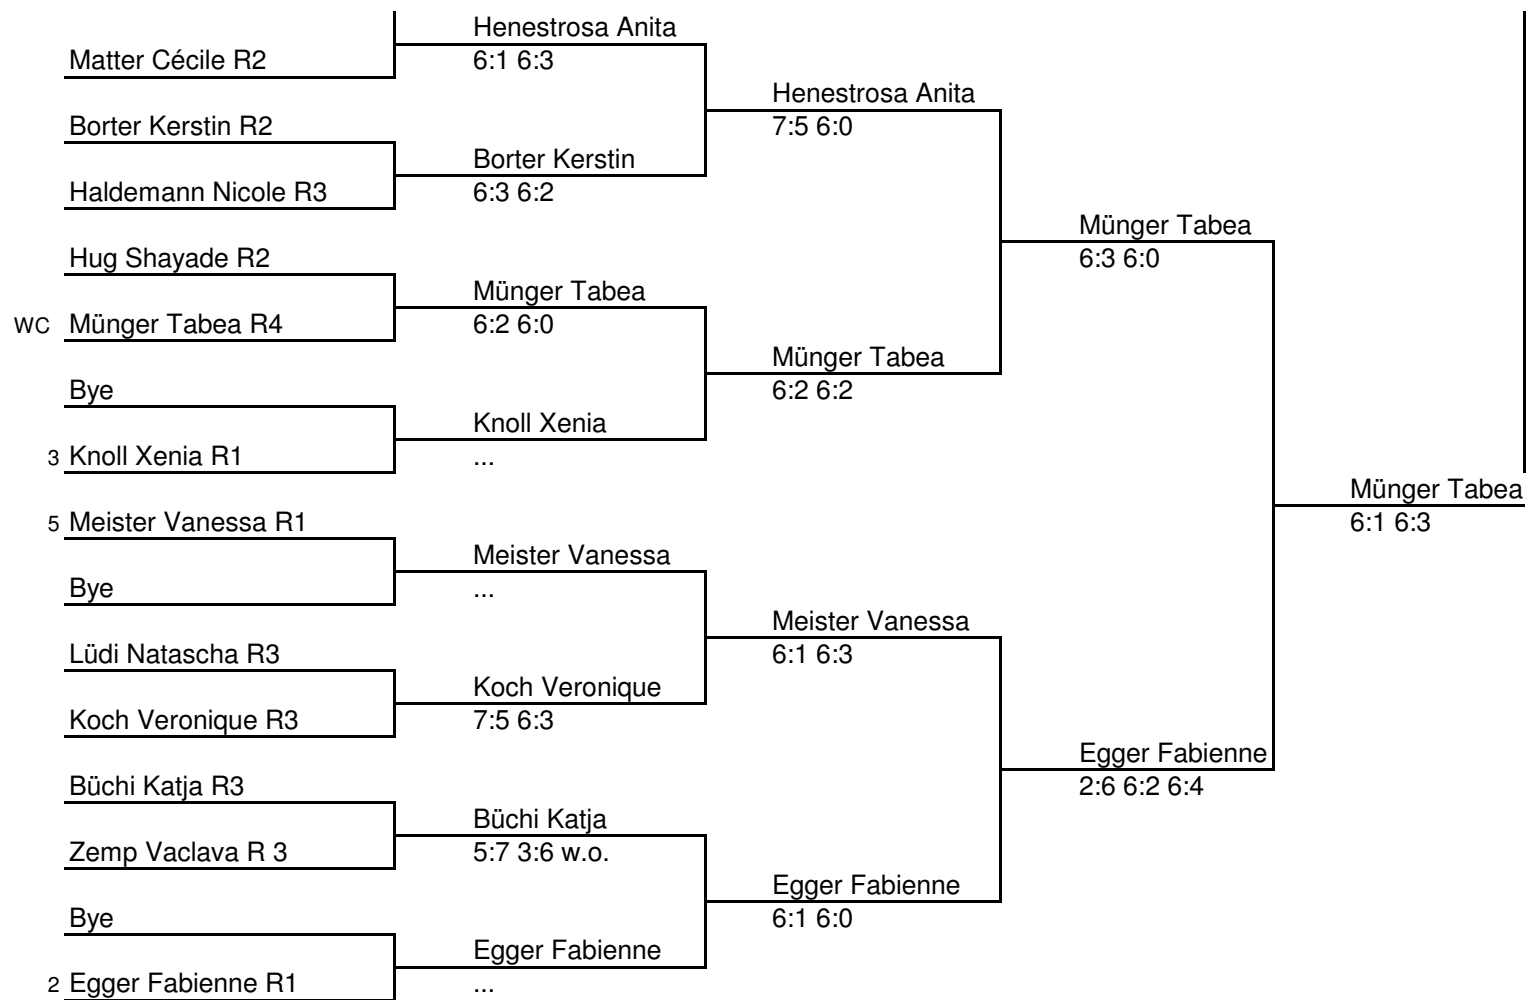 Henestrosa Anita
Matter Cécile R2
6:1 6:3
Henestrosa Anita
Borter Kerstin R2
7:5 6:0
Borter Kerstin
Haldemann Nicole R3
6:3 6:2
Münger Tabea
Hug Shayade R2
6:3 6:0
Münger Tabea
WC Münger Tabea R4
6:2 6:0
Münger Tabea
Bye
6:2 6:2
Knoll Xenia
3 Knoll Xenia R1
...
Münger Tabea
5 Meister Vanessa R1
6:1 6:3
Meister Vanessa
Bye
...
Meister Vanessa
Lüdi Natascha R3
6:1 6:3
Koch Veronique
Koch Veronique R3
7:5 6:3
Egger Fabienne
Büchi Katja R3
2:6 6:2 6:4
Büchi Katja
Zemp Vaclava R 3
5:7 3:6 w.o.
Egger Fabienne
Bye
6:1 6:0
Egger Fabienne
2 Egger Fabienne R1
...